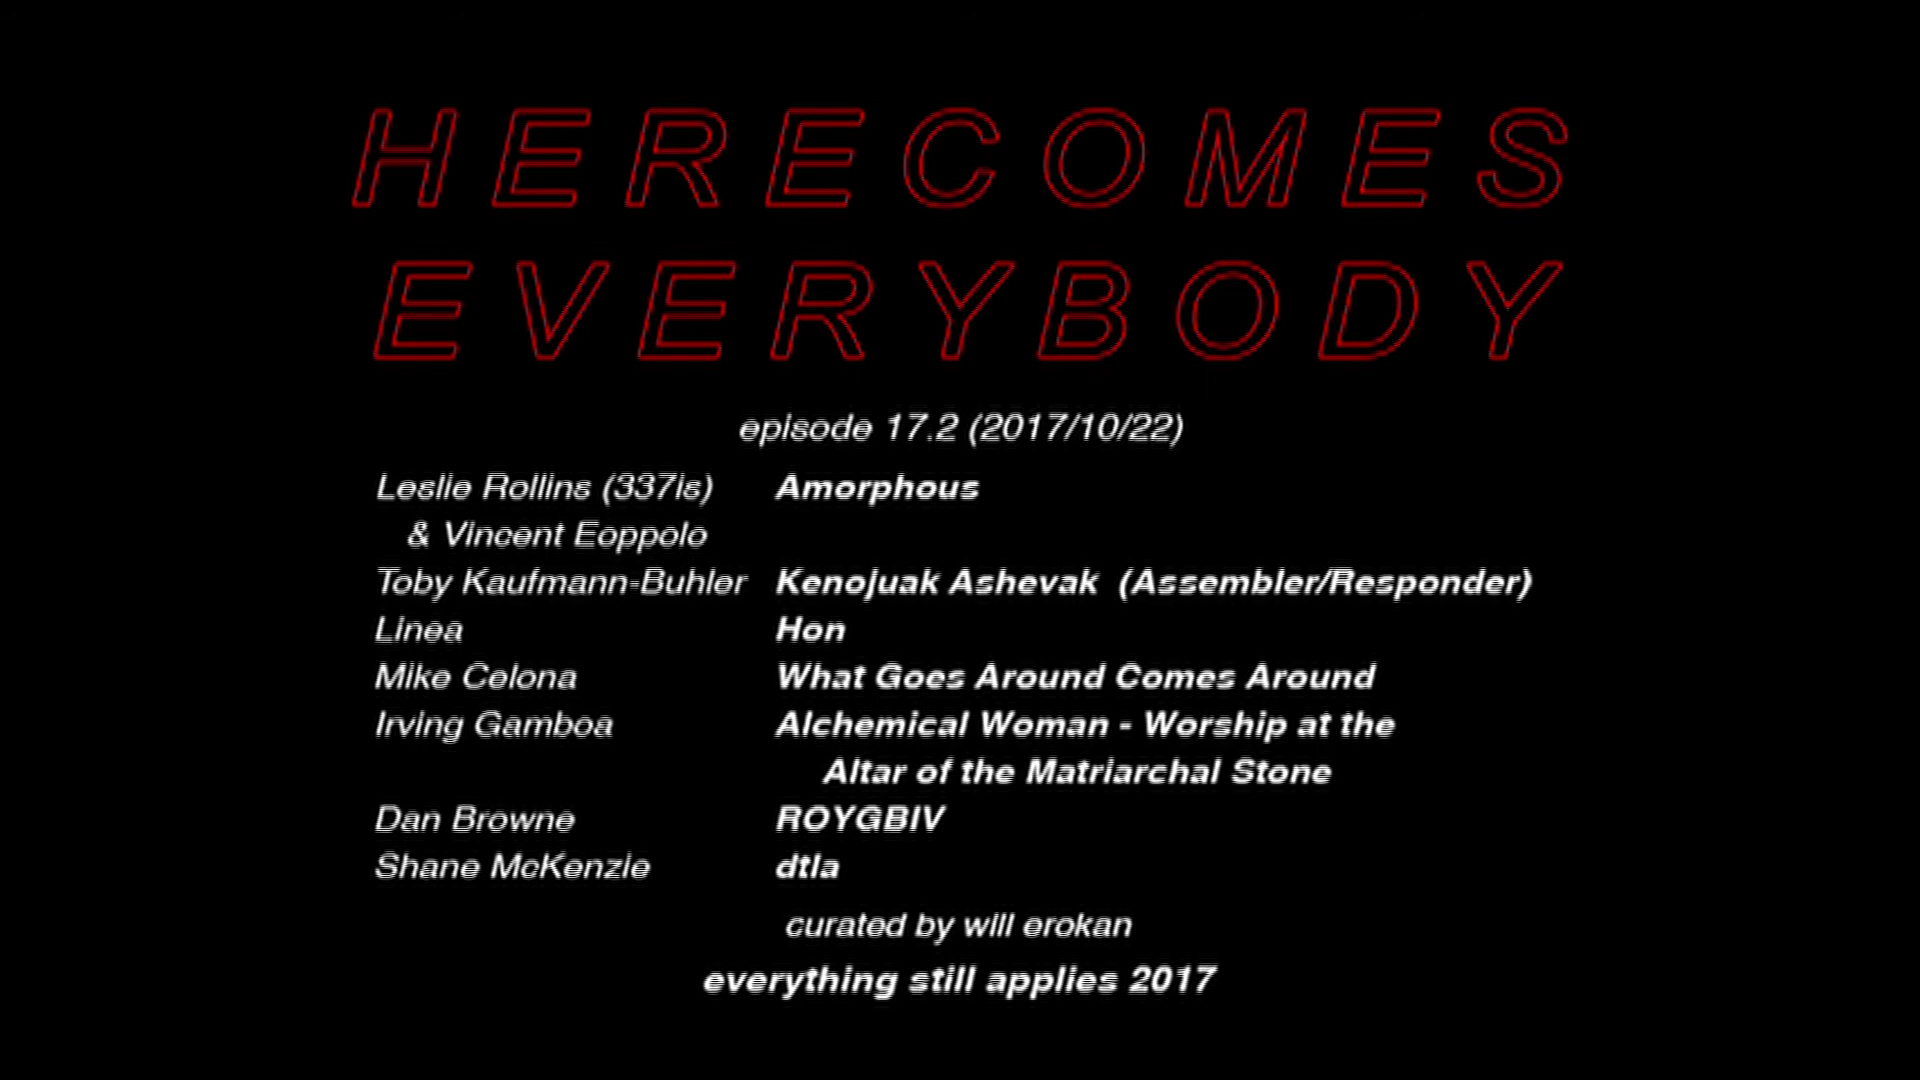 HERECOMES
EVERYBODY
episode 17.2 (2017/10/22)
Leslie Rollins (337is) Amorphous
& Vincent Eoppolo
Toby Kaufmann-Buhler Kenojuak Ashevak (Assembler/Responder)
Linea Hon
Mike Celona What Goes Around Comes Around
Irving Gamboa Alchemical Woman - Worship at the
Altar of the Matriarchal Stone
Dan Browne ROYGBIV
Shane McKenzie dtla
curated by will erokan
everything still applies 2017